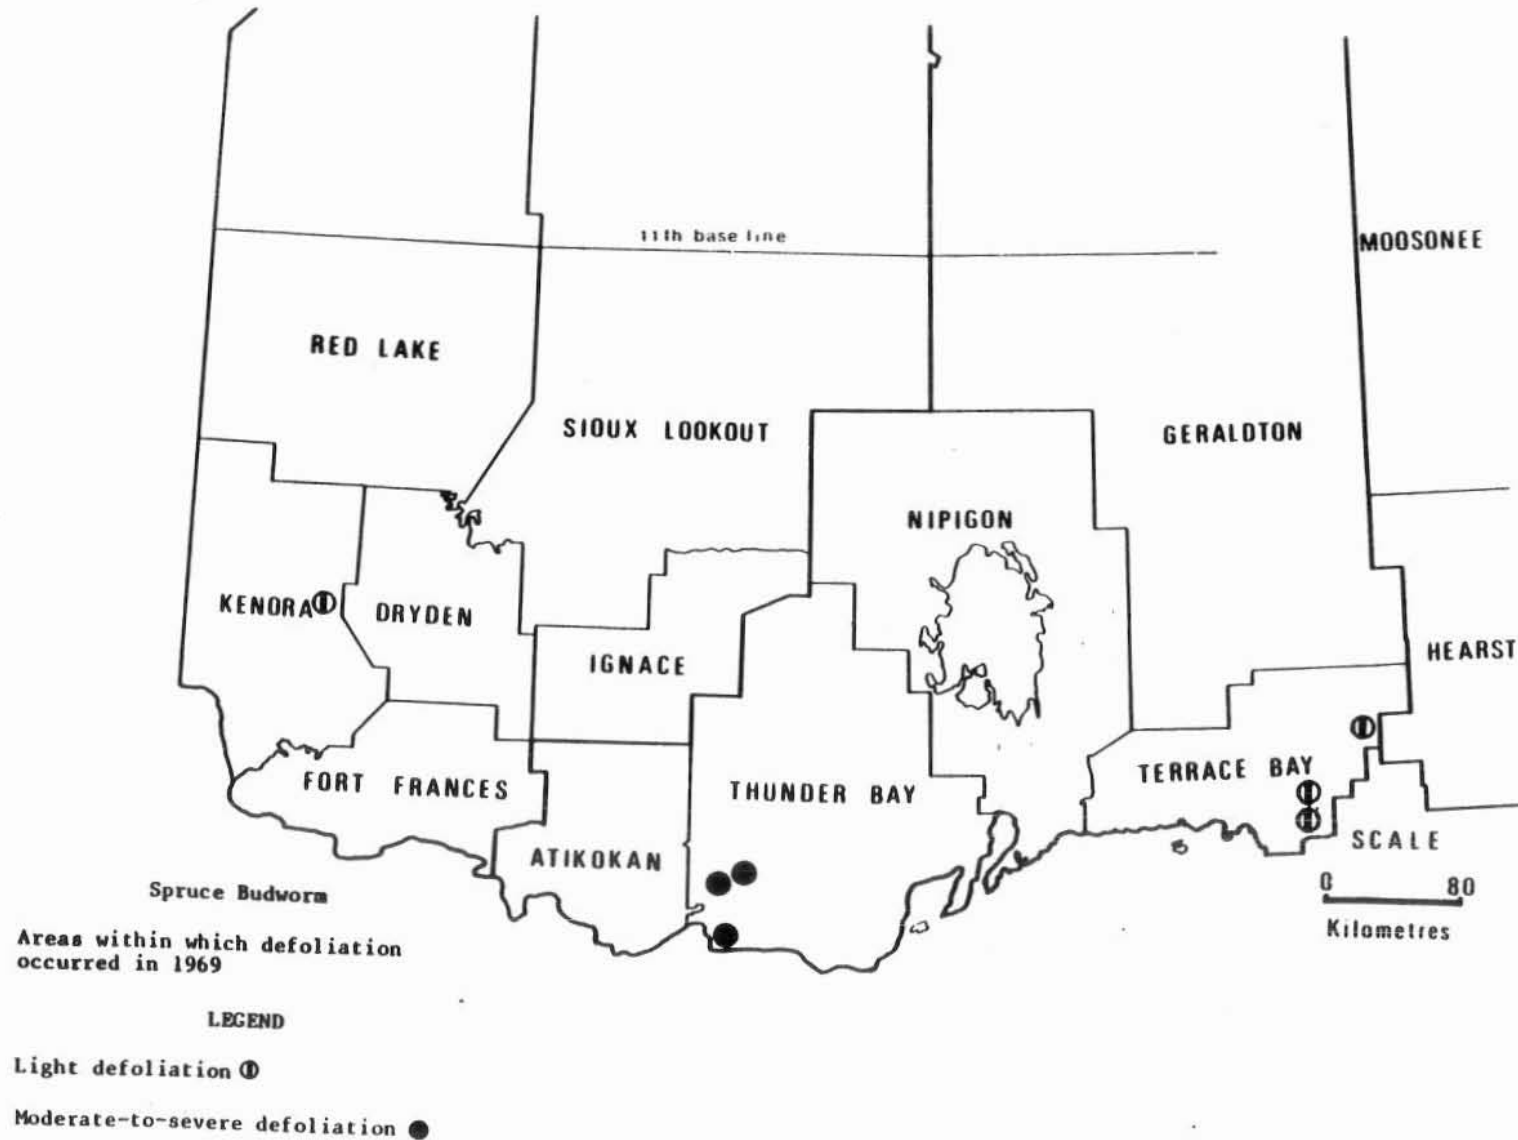 11th base line
MOOSONEE
RED LAKE
SIOUX LOOKOUT
GERALDTON
NIPIGON
KENORA
DRYDEN
HEARST
IGNACE
TERRACE BAY
FORT FRANCES
THUNDER BAY
SCALE
ATIKOKAN
0 80
Kilometres
Spruce Budworm
Areas within which defoliation
occurred in 1969
LEGEND
Light defoliation
Moderate-to-severe defoliation